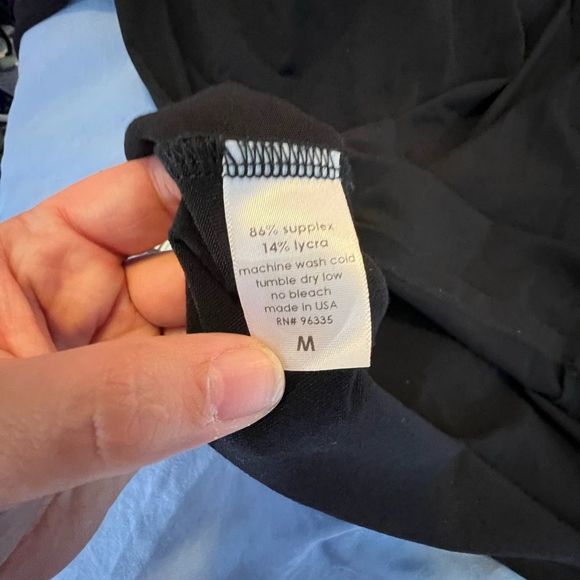 86% supplex
14% lycra
machine wash cold
tumble dry low
no bleach
made in USA
RN# 96335
M